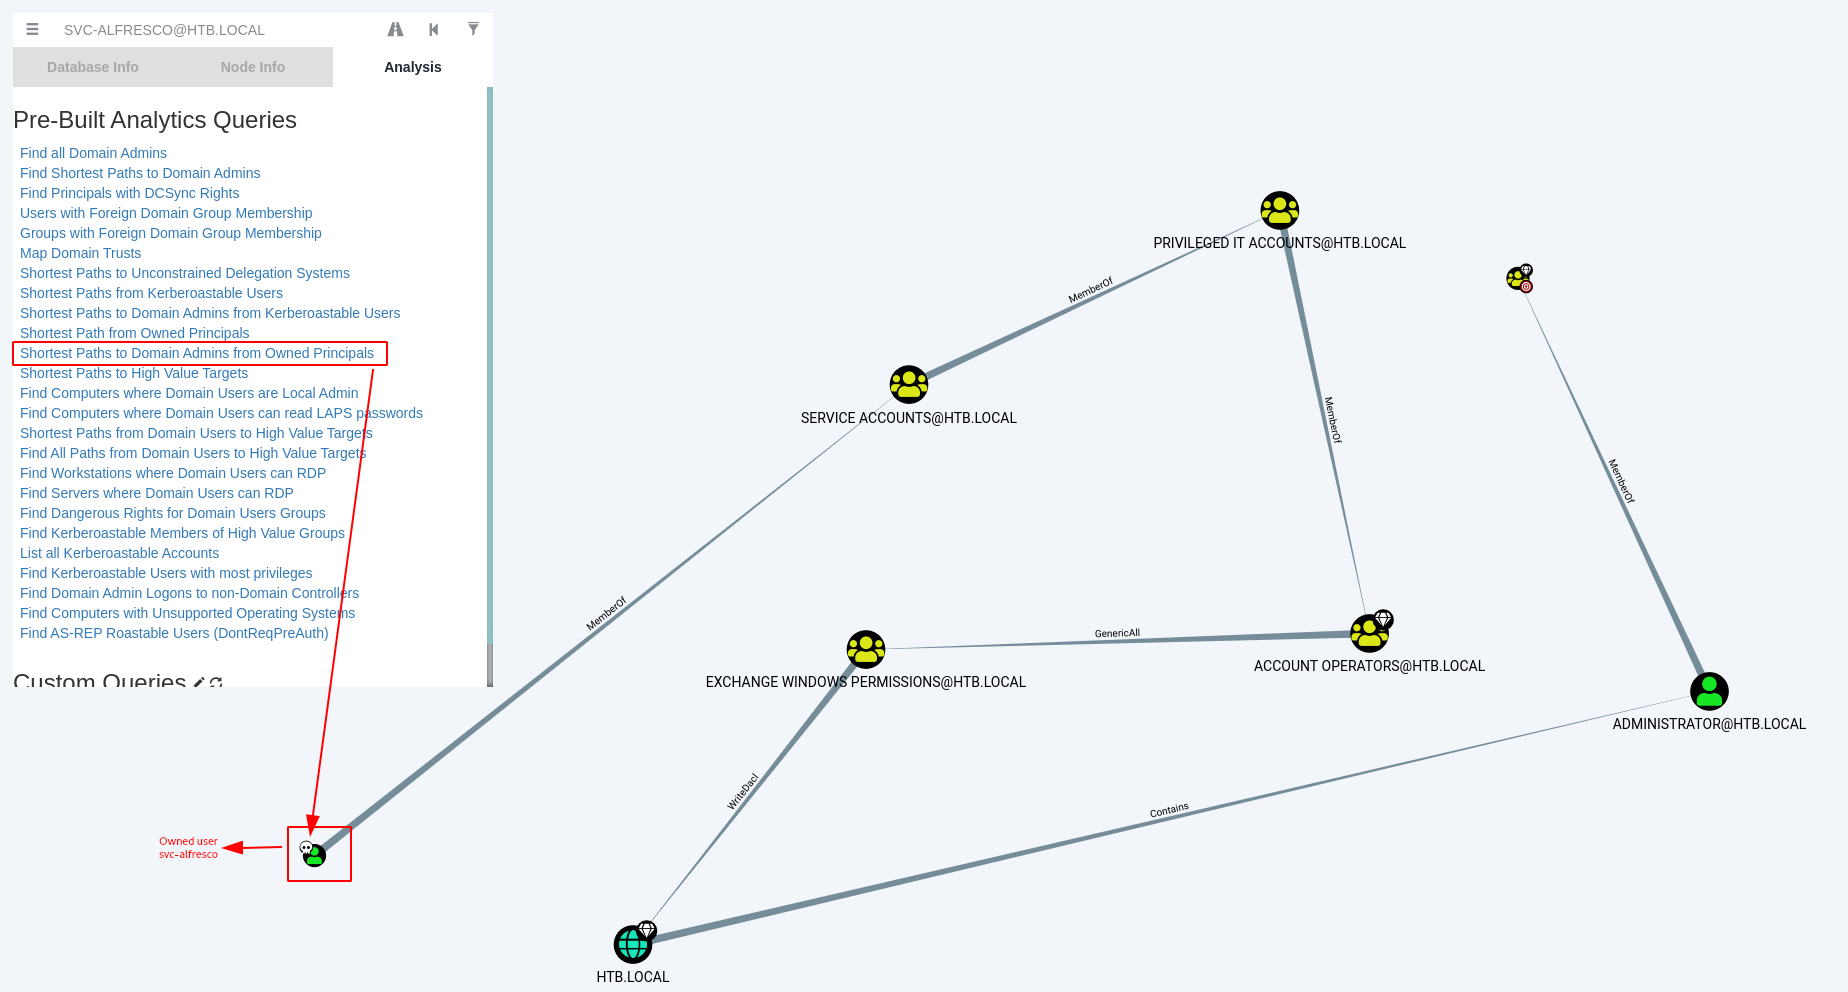 SVC-ALFRESCO@HTB.LOCAL
Database Info
Node Info
Analysis
Pre-Built Analytics Queries
Find all Domain Admins
Find Shortest Paths to Domain Admins
Find Principals with DCSync Rights
Users with Foreign Domain Group Membership
Groups with Foreign Domain Group Membership
Map Domain Trusts
Shortest Paths to Unconstrained Delegation Systems
Shortest Paths from Kerberoastable Users
Shortest Paths to Domain Admins from Kerberoastable Users
Shortest Path from Owned Principals
Shortest Paths to Domain Admins from Owned Principals
Shortest Paths to High Value Targets
Find Computers where Domain Users are Local Admin
Find Computers where Domain Users can read LAPS passwords
Shortest Paths from Domain Users to High Value Targets
Find All Paths from Domain Users to High Value Targets
Find Workstations where Domain Users can RDP
Find Servers where Domain Users can RDP
Find Dangerous Rights for Domain Users Groups
Find Kerberoastable Members of High Value Groups
List all Kerberoastable Accounts
Find Kerberoastable Users with most privileges
Find Domain Admin Logons to non-Domain Controllers
Find Computers with Unsupported Operating Systems
Find AS-REP Roastable Users (DontReqPreAuth)
Custom Queries
PRIVILEGED IT ACCOUNTS@HTB.LOCAL
MemberOf
SERVICE ACCOUNTS@HTB.LOCAL
MemberOf
MemberOf
MemberOf
GenericAll
ACCOUNT OPERATORS@HTB.LOCAL
EXCHANGE WINDOWS PERMISSIONS@HTB.LOCAL
ADMINISTRATOR@HTB.LOCAL
WriteDacl
Contains
Owned user
svc-alfresco
HTB.LOCAL